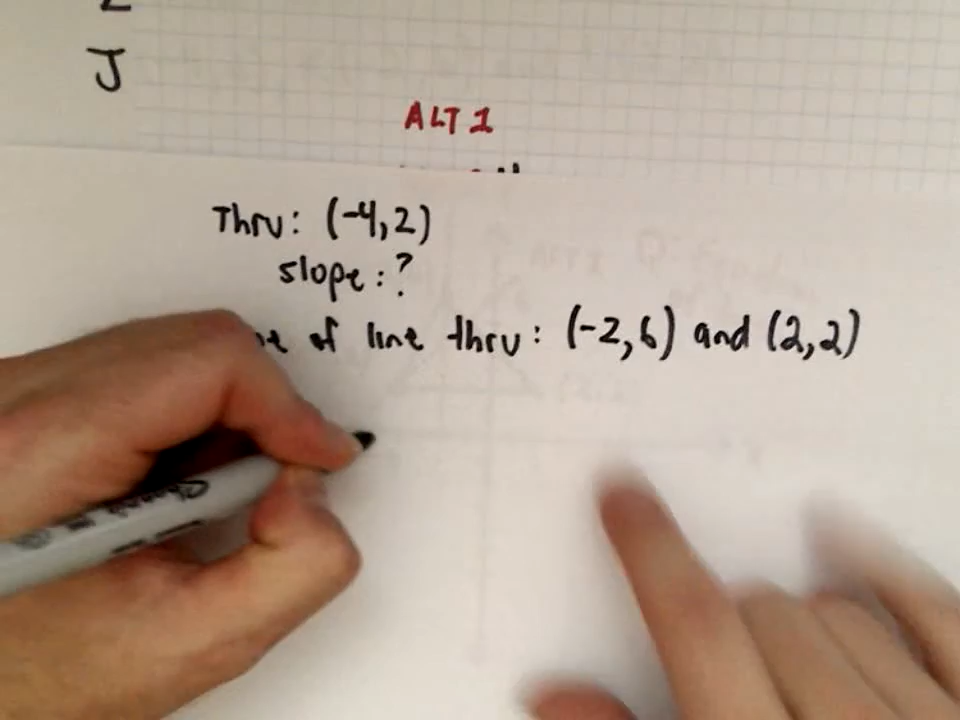 J
ALT 1
Thru: (-4,2)
slope: ?
of line thru: (-2,6) and (2,2)